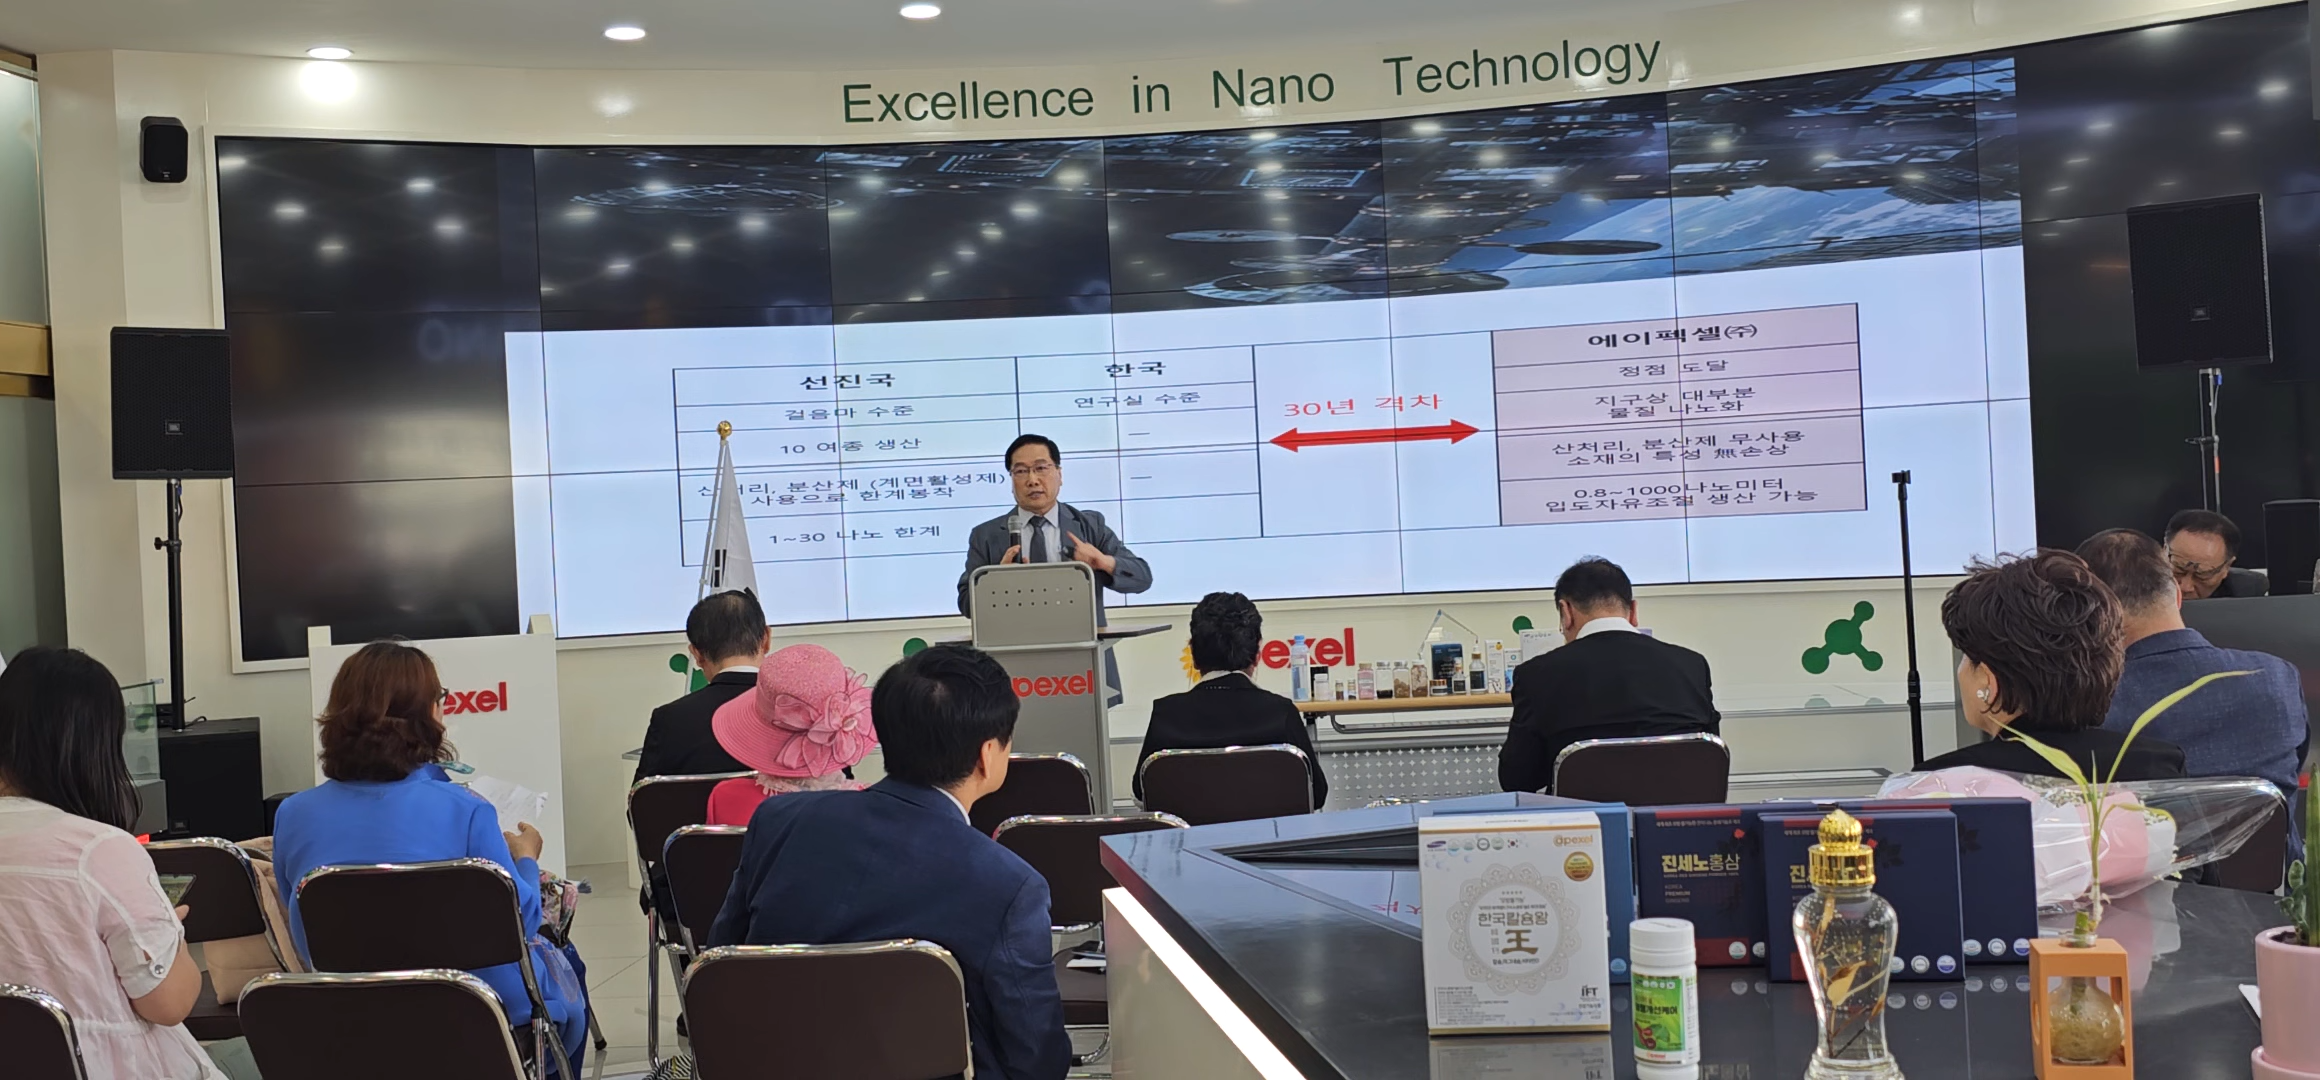 Excellence in Nano Technology
선진국
한국
걸음마 수준
연구실 수준
10 여종 생산
―
분산제 (계면활성제)
사용으로 한계봉착
―
1~30 나노 한계
30년 격차
에이펙셀㈜
정점 도달
지구상 대부분
물질 나노화
산처리, 분산제 무사용
소재의 특성 無손상
0.8~1000나노미터
입도자유조절 생산 가능
exel
pexel
pexel
apexel
한국칼슘왕
王
진세노홍삼
KOREA
PREMIUM
GINSENG
진세